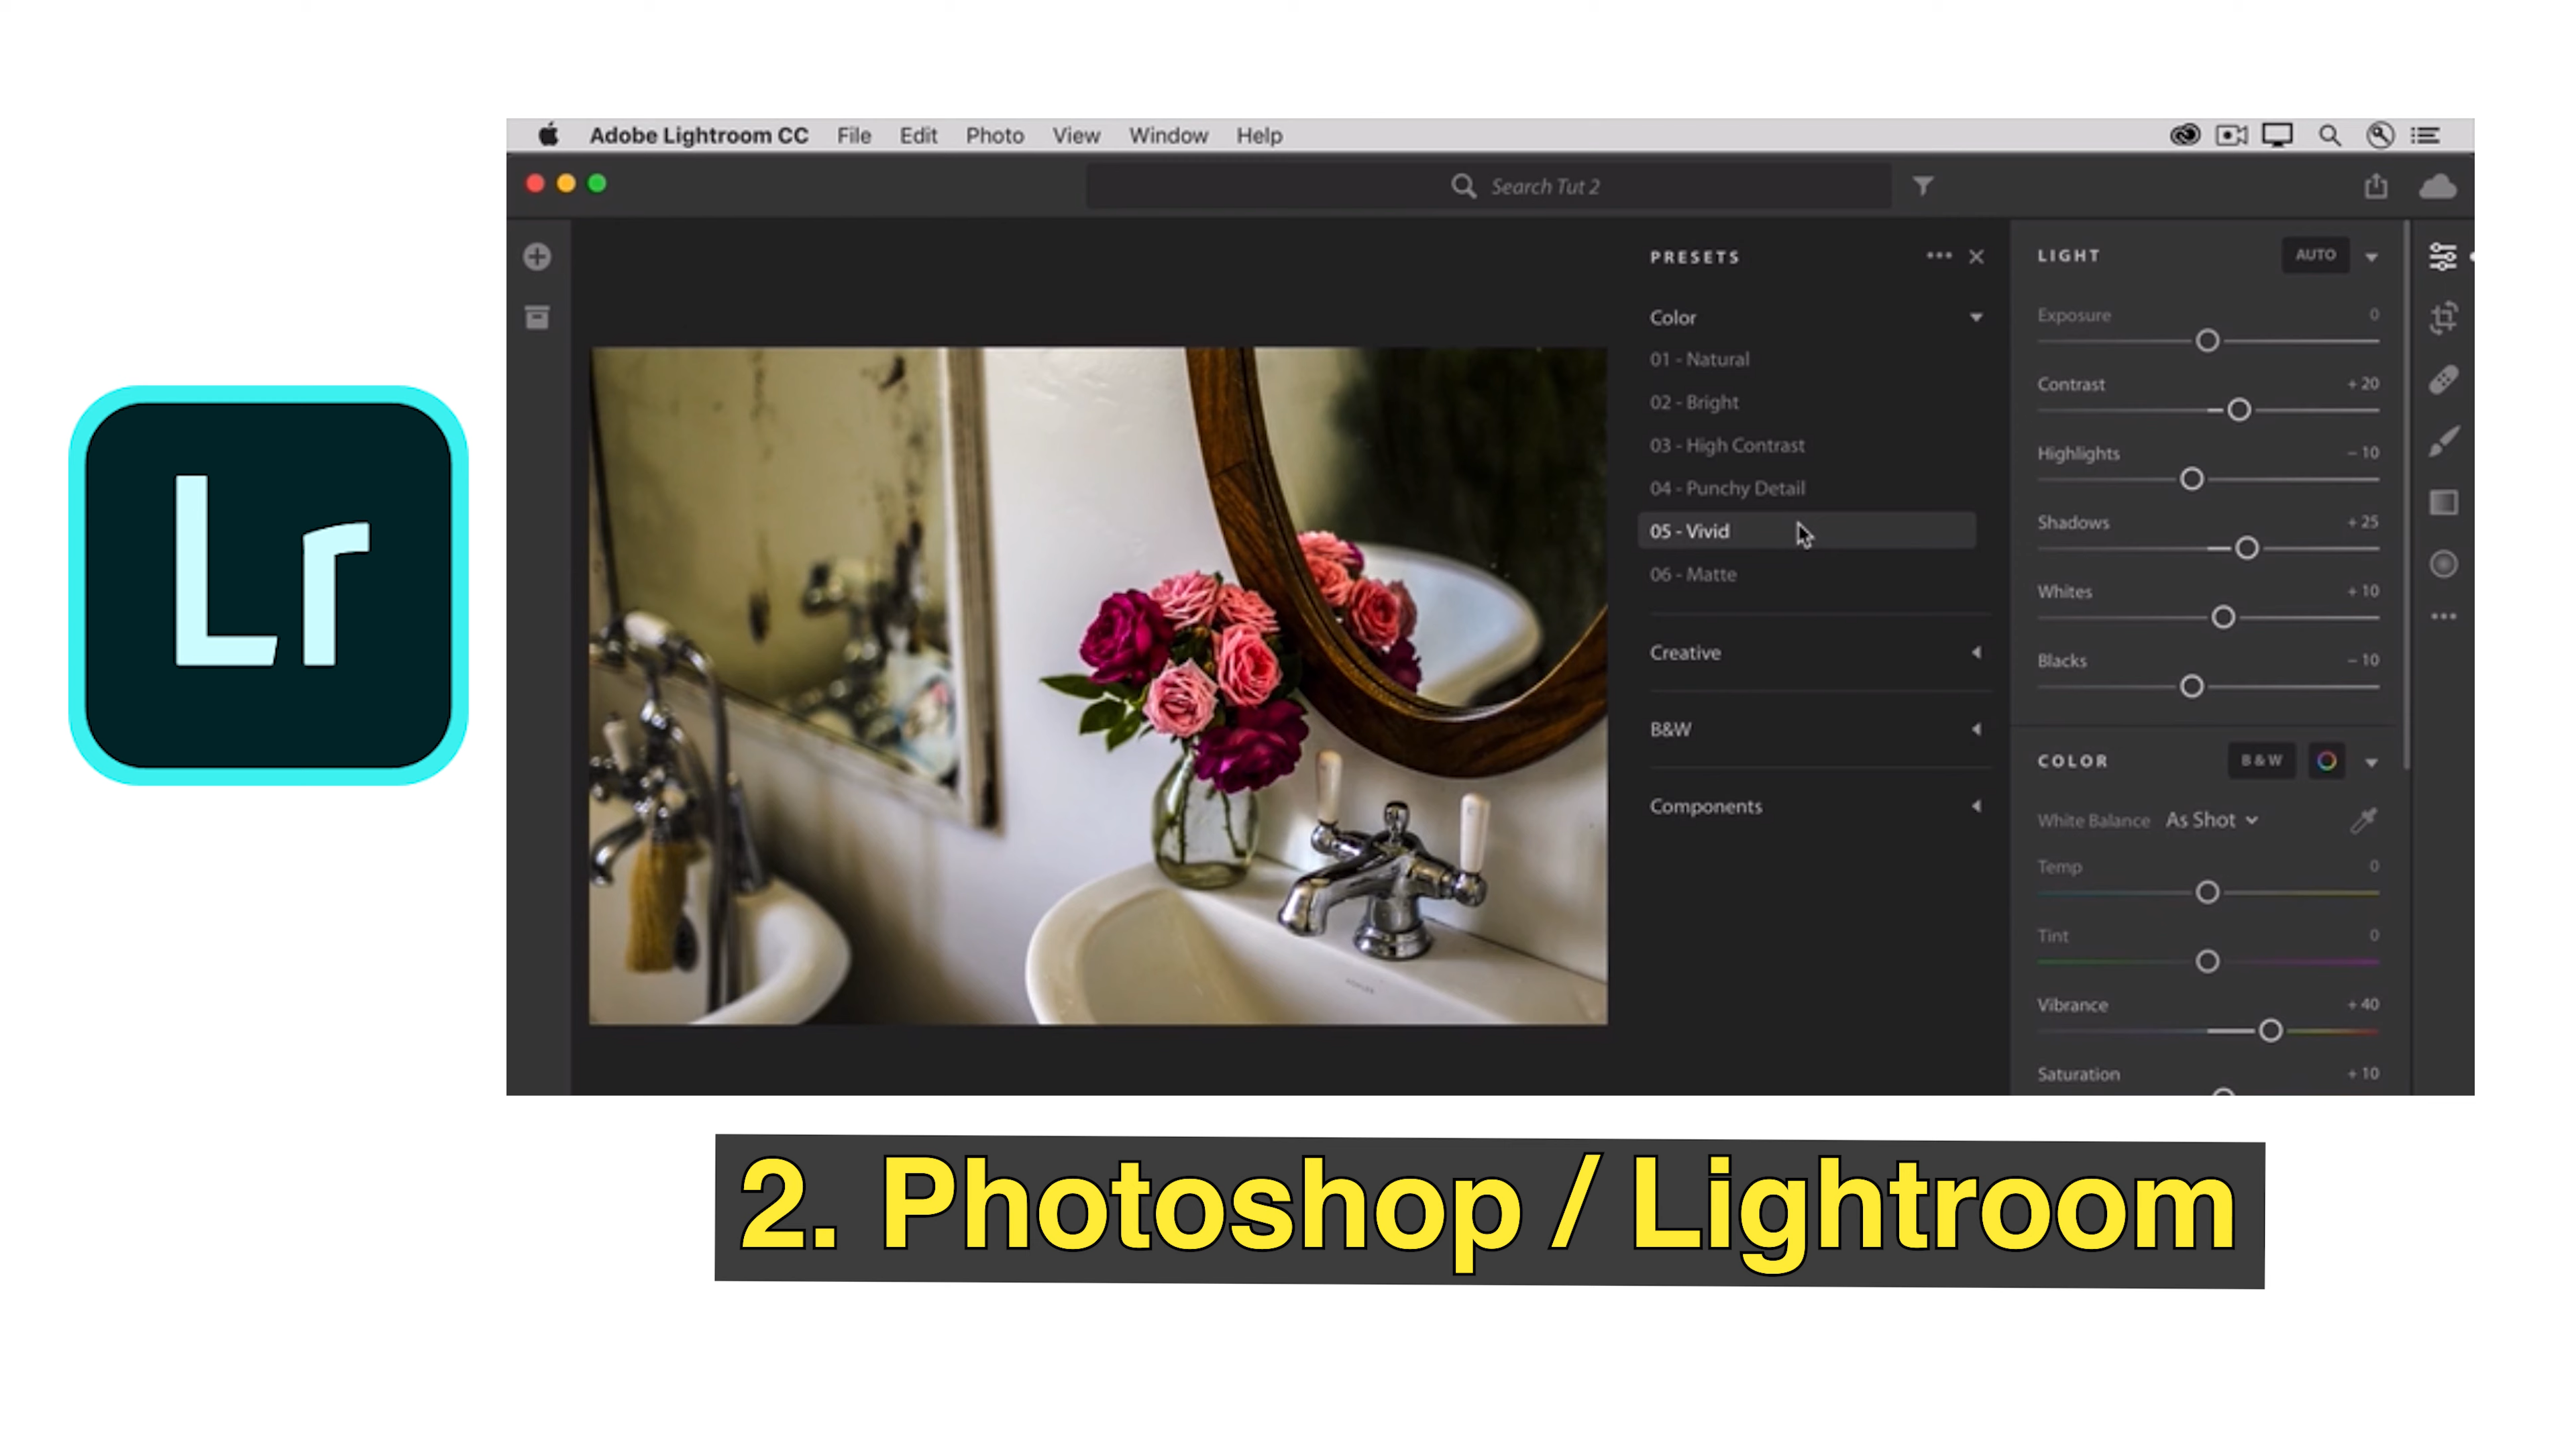 Adobe Lightroom CC File Edit Photo View Window Help
Search Tut 2
Lr
PRESETS
Color
01 - Natural
02 - Bright
03 - High Contrast
04 - Punchy Detail
05 - Vivid
06 - Matte
Creative
B&W
Components
LIGHT AUTO
Exposure 0
Contrast + 20
Highlights – 10
Shadows + 25
Whites + 10
Blacks – 10
COLOR B & W
White Balance As Shot
Temp 0
Tint 0
Vibrance + 40
Saturation + 10
2. Photoshop / Lightroom